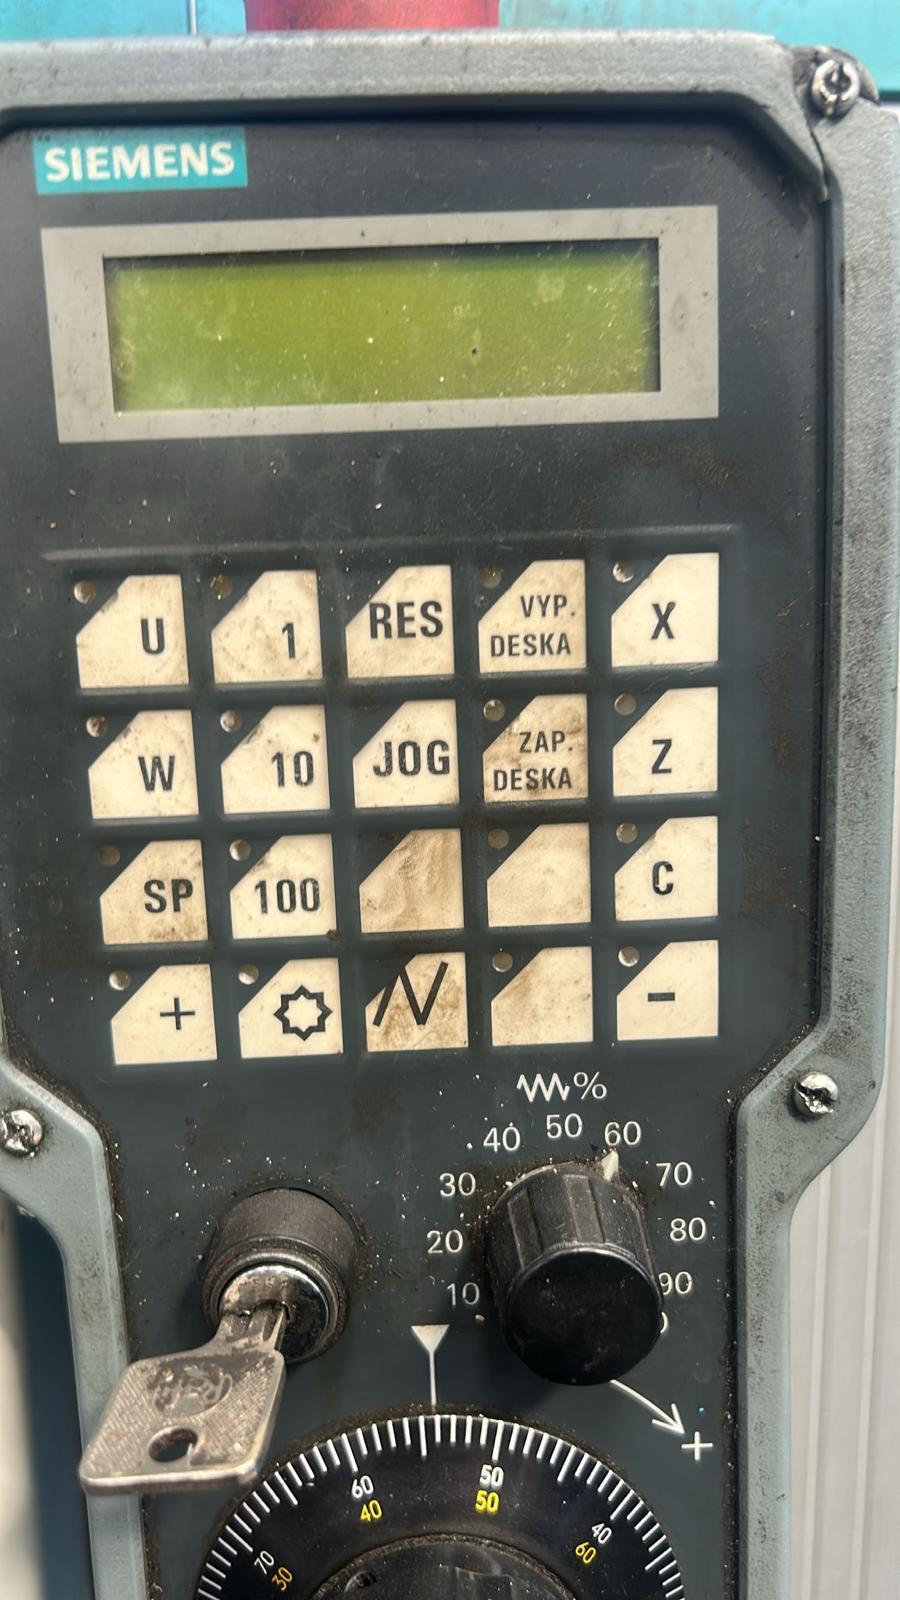 SIEMENS
U 1 RES VYP. DESKA X
W 10 JOG ZAP. DESKA Z
SP 100 C
+ -
%
40 50 60
30 70
20 80
10 90
+
60 50
40 50 40
70 60
30